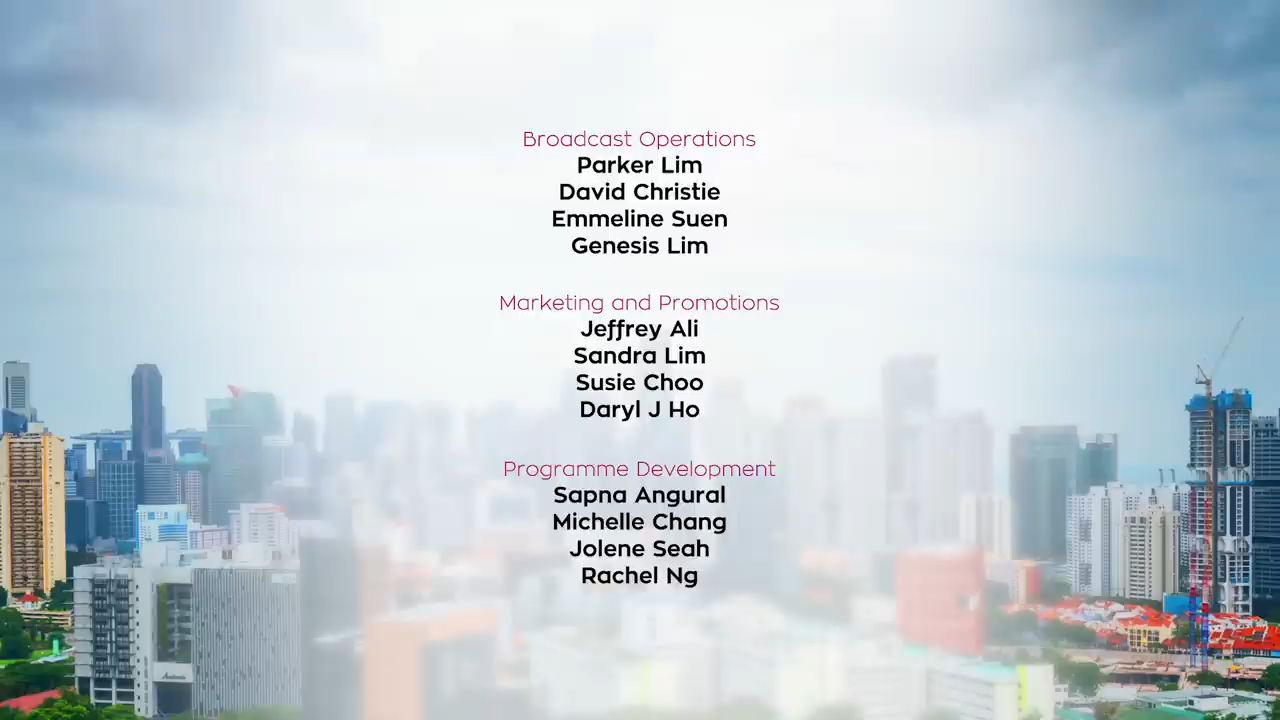 Broadcast Operations
Parker Lim
David Christie
Emmeline Suen
Genesis Lim
Marketing and Promotions
Jeffrey Ali
Sandra Lim
Susie Choo
Daryl J Ho
Programme Development
Sapna Angural
Michelle Chang
Jolene Seah
Rachel Ng